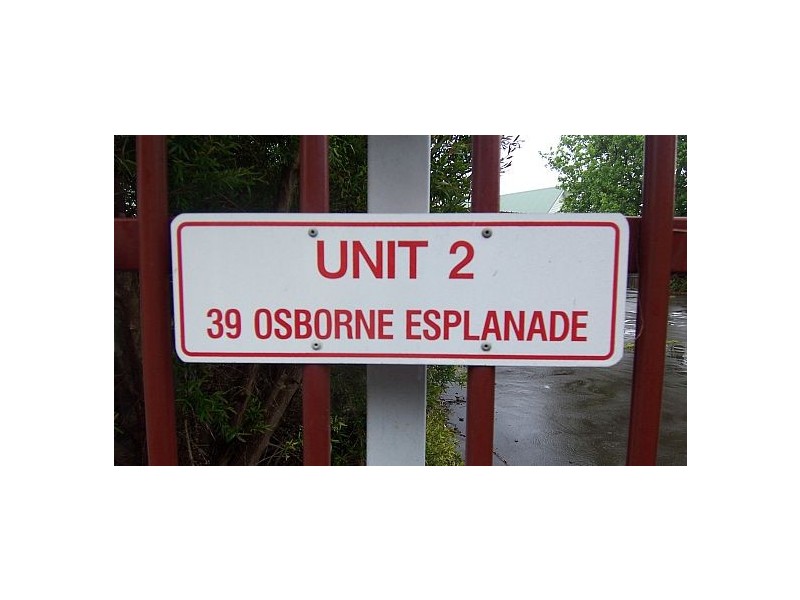 UNIT 2
39 OSBORNE ESPLANADE